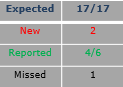 Expected 17/17
New 2
Reported 4/6
Missed 1